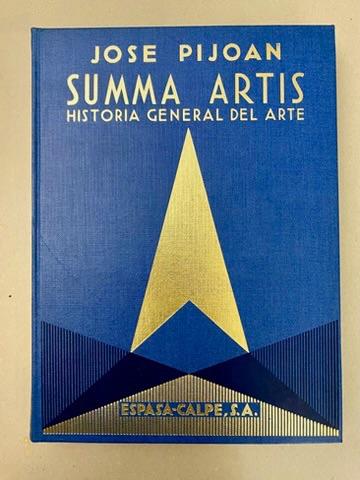 JOSE PIJOAN
SUMMA ARTIS
HISTORIA GENERAL DEL ARTE
ESPASA-CALPE, S.A.